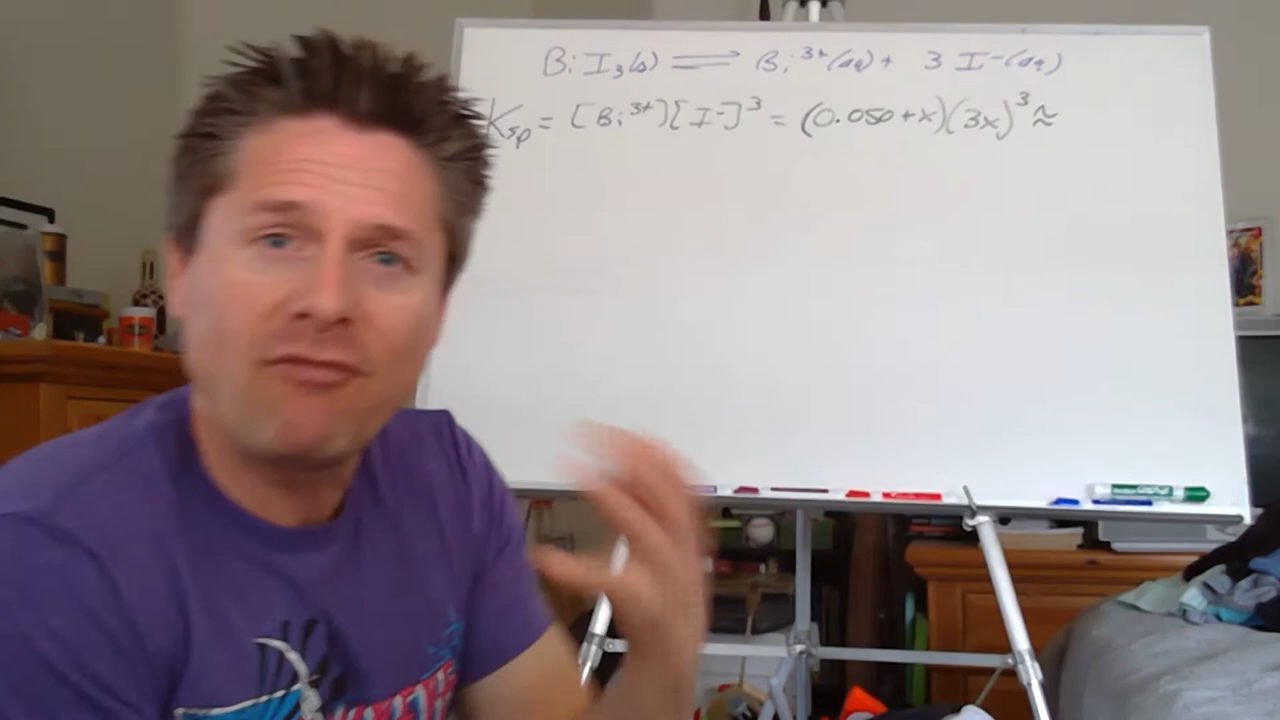 BiI₃(s) ⇌ Bi³⁺(aq) + 3 I⁻(aq)
Ksp = [Bi³⁺][I⁻]³ = (0.050+x)(3x)³ ≈